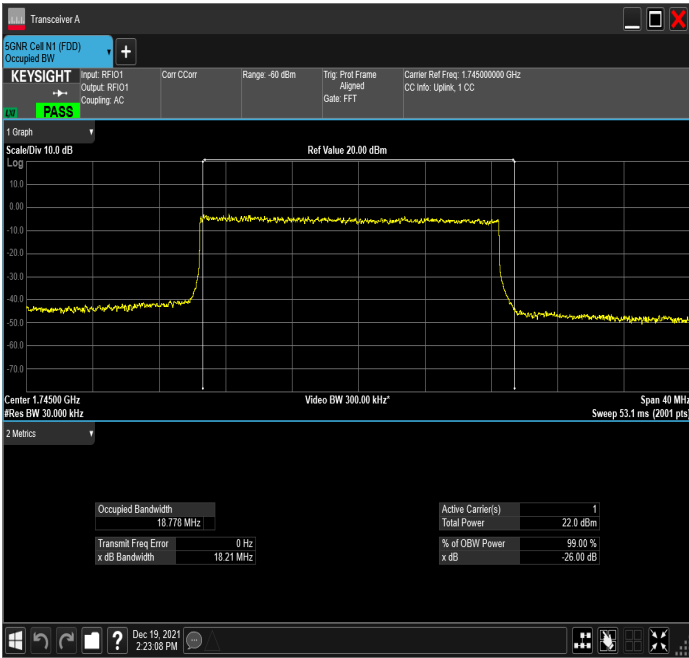 Transceiver A
5GNR Cell N1 (FDD)
Occupied BW
KEYSIGHT
PASS
Input: RFIO1
Output: RFIO1
Coupling: AC
Corr CCorr
Range: -60 dBm
Trig: Prot Frame
Aligned
Gate: FFT
Carrier Ref Freq: 1.745000000 GHz
CC Info: Uplink, 1 CC
1 Graph
Scale/Div 10.0 dB
Ref Value 20.00 dBm
Log
10.0
0.00
-10.0
-20.0
-30.0
-40.0
-50.0
-60.0
-70.0
Center 1.74500 GHz
Video BW 300.00 kHz*
Span 40 MHz
#Res BW 30.000 kHz
Sweep 53.1 ms (2001 pts)
2 Metrics
Occupied Bandwidth
18.778 MHz
Transmit Freq Error 0 Hz
x dB Bandwidth 18.21 MHz
Active Carrier(s) 1
Total Power 22.0 dBm
% of OBW Power 99.00 %
x dB -26.00 dB
?
Dec 19, 2021
2:23:08 PM